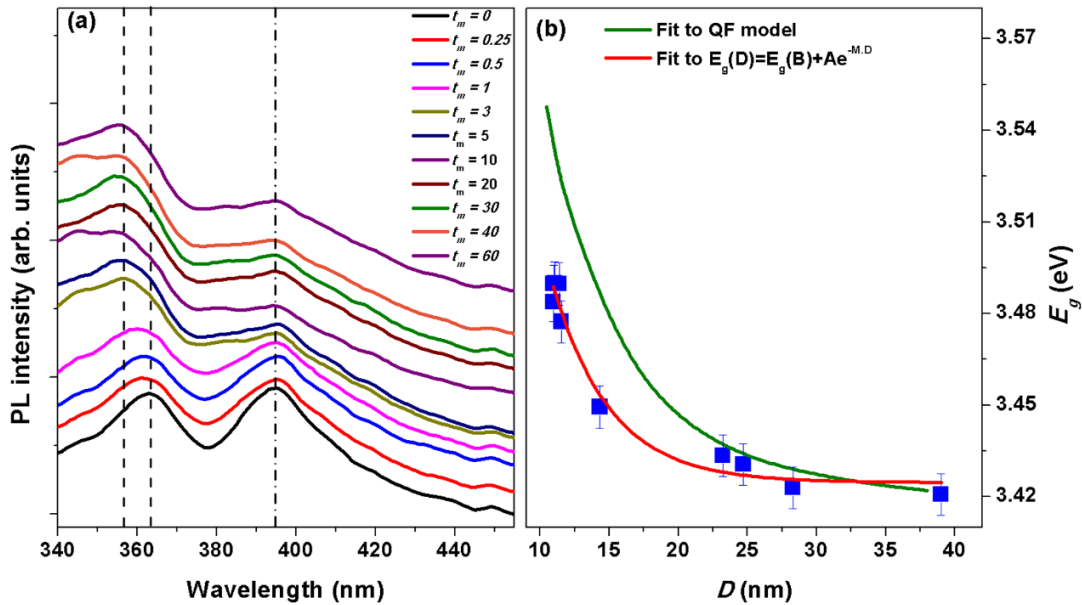 (a)
t_m = 0
t_m = 0.25
t_m = 0.5
t_m = 1
t_m = 3
t_m = 5
t_m = 10
t_m = 20
t_m = 30
t_m = 40
t_m = 60
PL intensity (arb. units)
340 360 380 400 420 440
Wavelength (nm)
(b)
Fit to QF model
Fit to E_g(D)=E_g(B)+Ae^-M.D
3.57
3.54
3.51
3.48
3.45
3.42
E_g (eV)
10 15 20 25 30 35 40
D (nm)